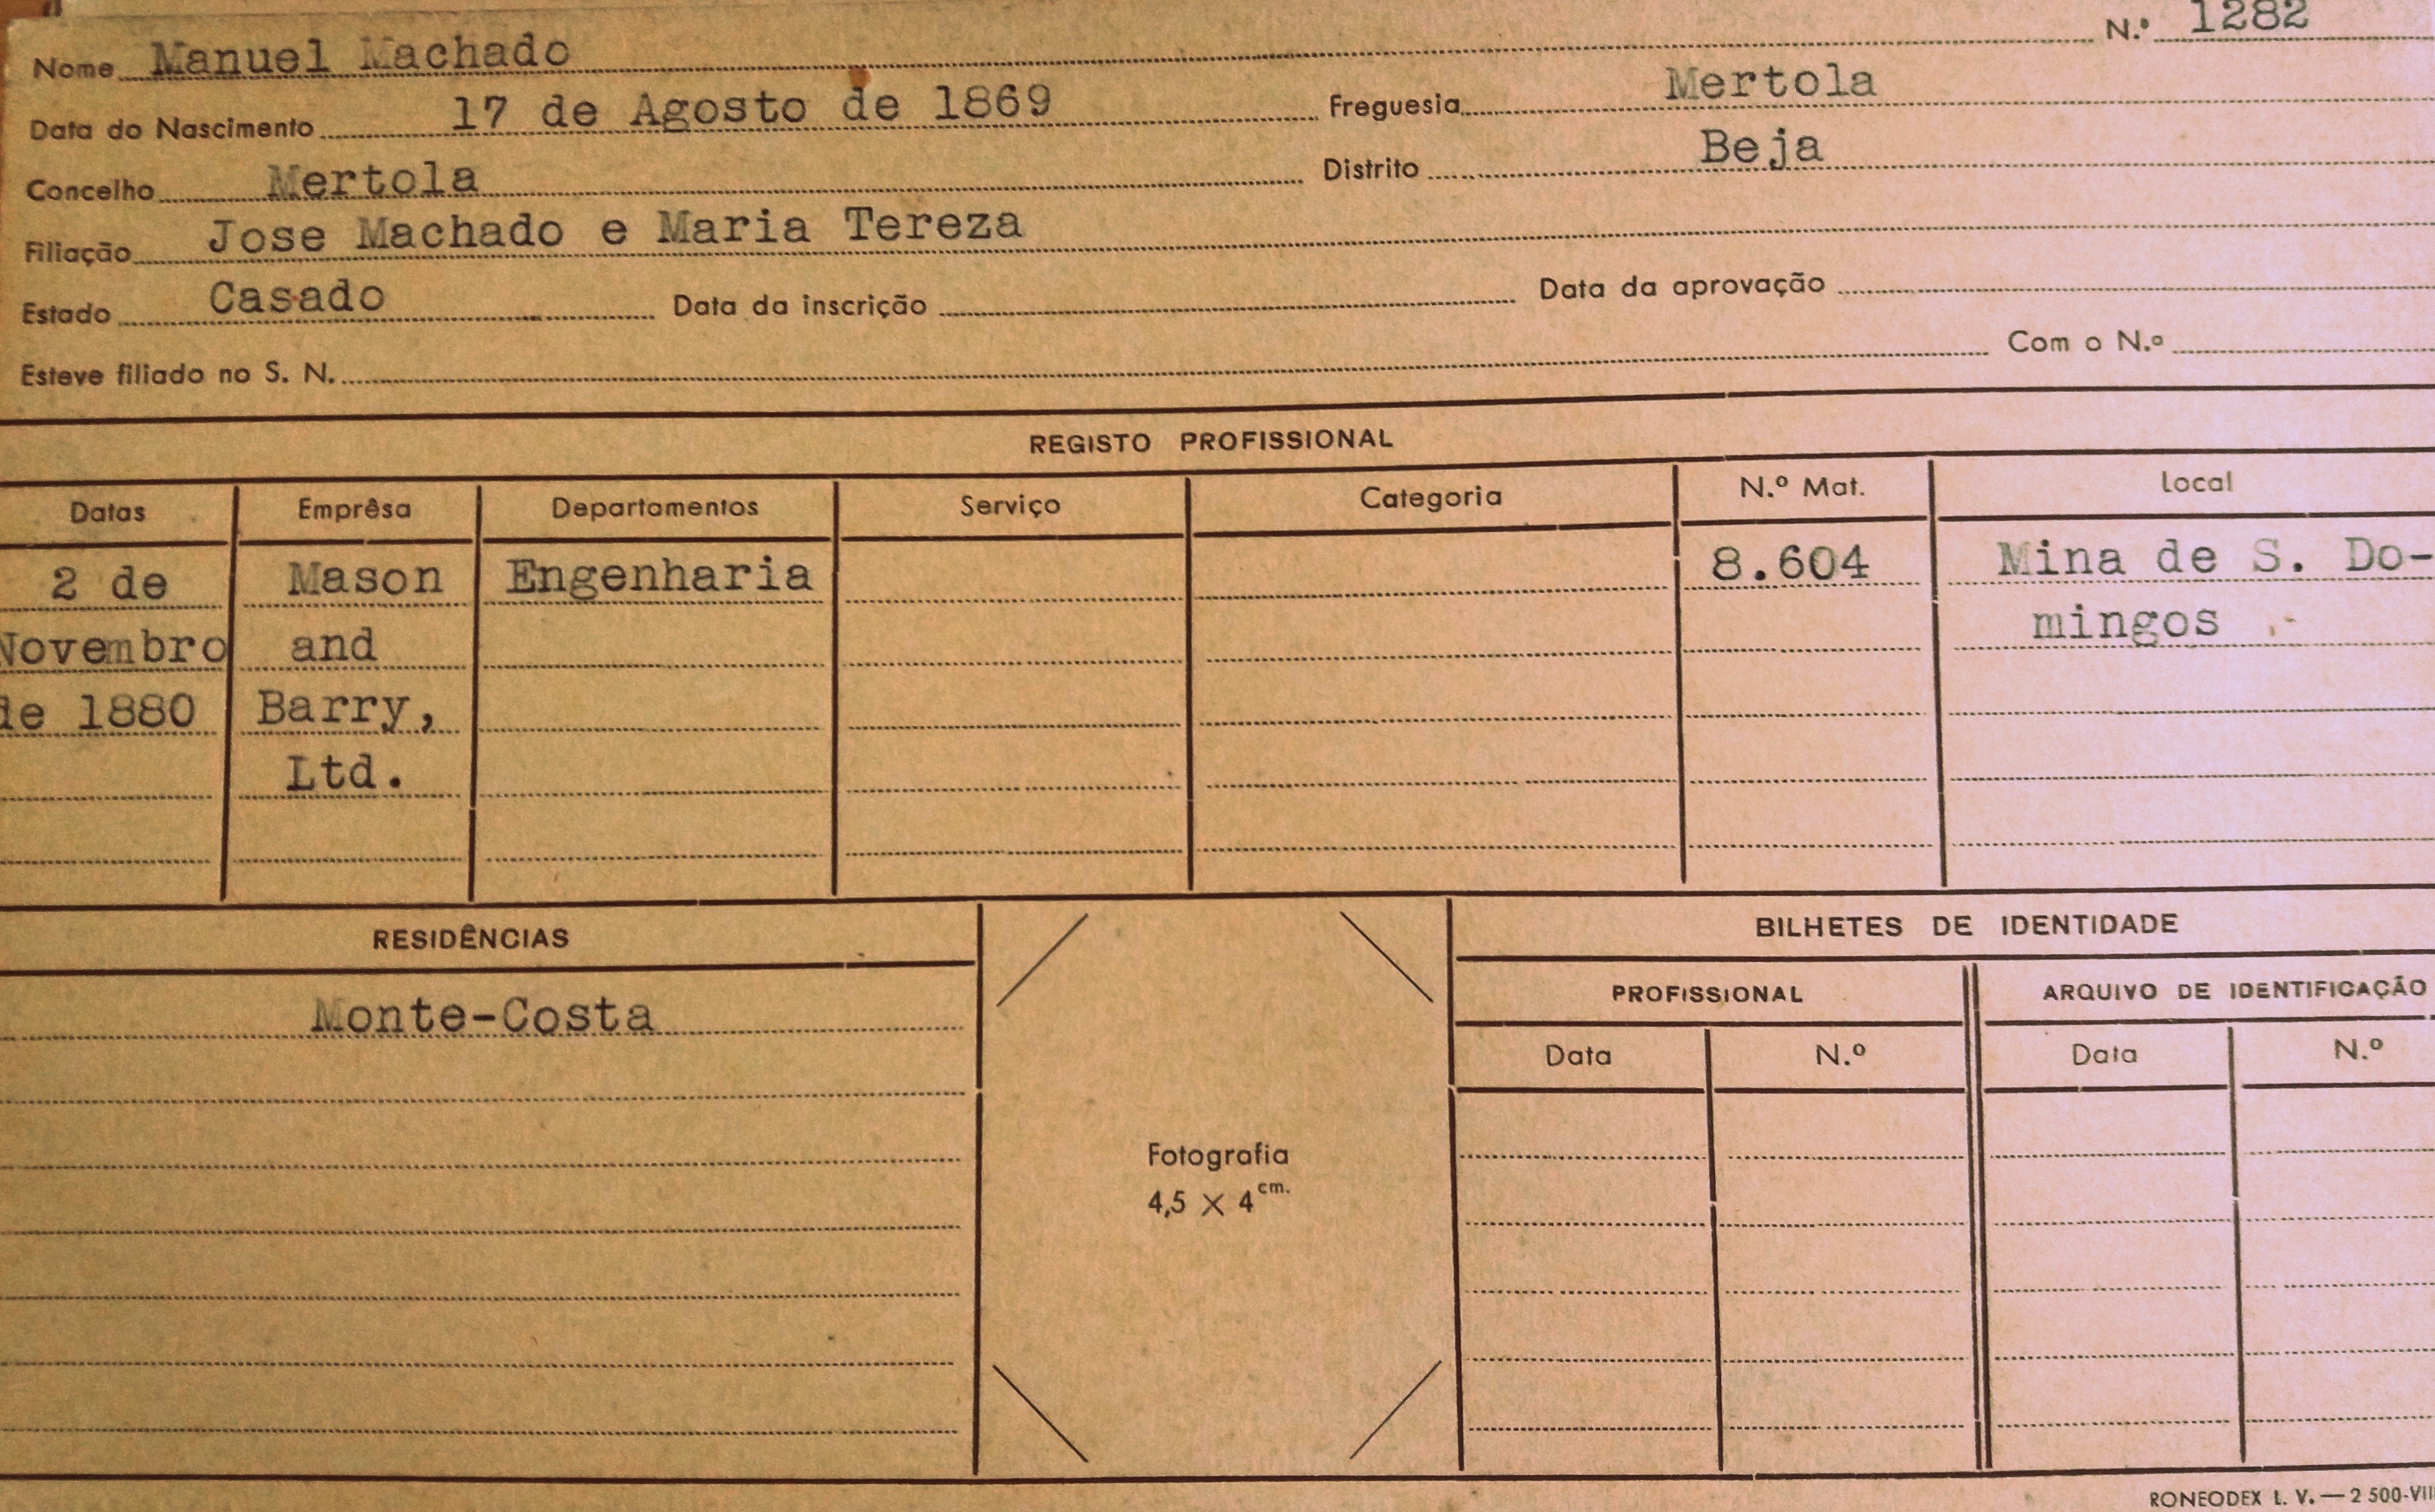 Nome Manuel Machado N.º 1282
Data do Nascimento 17 de Agosto de 1869 Freguesia Mertola
Concelho Mertola Distrito Beja
Filiação Jose Machado e Maria Tereza
Estado Casado Data da inscrição Data da aprovação
Esteve filiado no S. N. Com o N.º
REGISTO PROFISSIONAL
Datas Emprêsa Departamentos Serviço Categoria N.º Mat. Local
2 de Mason Engenharia 8.604 Mina de S. Do-
Novembro and mingos
de 1880 Barry,
Ltd.
RESIDÊNCIAS BILHETES DE IDENTIDADE
PROFISSIONAL ARQUIVO DE IDENTIFICAÇÃO
Monte-Costa
Data N.º Data N.º
Fotografia
4,5 × 4 cm.
RONEODEX L. V. — 2 500-VII